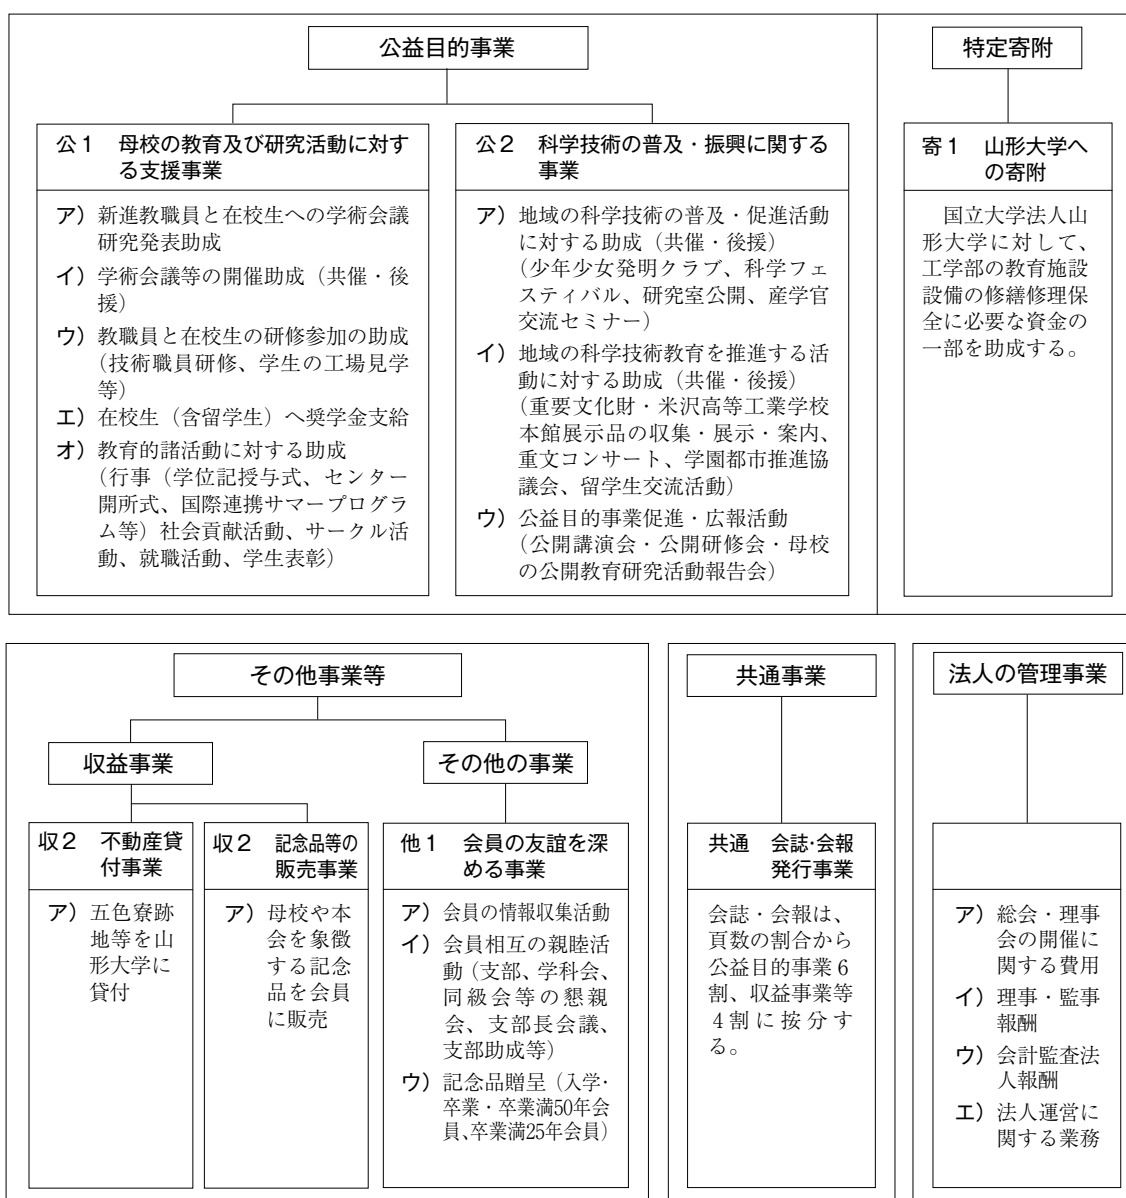 公益目的事業
公1　母校の教育及び研究活動に対す
る支援事業
ア）新進教職員と在校生への学術会議
研究発表助成
イ）学術会議等の開催助成（共催・後
援）
ウ）教職員と在校生の研修参加の助成
（技術職員研修、学生の工場見学
等）
エ）在校生（含留学生）へ奨学金支給
オ）教育的諸活動に対する助成
（行事（学位記授与式、センター
開所式、国際連携サマープログラ
ム等）社会貢献活動、サークル活
動、就職活動、学生表彰）
公2　科学技術の普及・振興に関する
事業
ア）地域の科学技術の普及・促進活動
に対する助成（共催・後援）
（少年少女発明クラブ、科学フェ
スティバル、研究室公開、産学官
交流セミナー）
イ）地域の科学技術教育を推進する活
動に対する助成（共催・後援）
（重要文化財・米沢高等工業学校
本館展示品の収集・展示・案内、
重文コンサート、学園都市推進協
議会、留学生交流活動）
ウ）公益目的事業促進・広報活動
（公開講演会・公開研修会・母校
の公開教育研究活動報告会）
特定寄附
寄1　山形大学へ
の寄附
国立大学法人山
形大学に対して、
工学部の教育施設
設備の修繕修理保
全に必要な資金の
一部を助成する。
その他事業等
収益事業
収2　不動産貸
付事業
ア）五色寮跡
地等を山
形大学に
貸付
収2　記念品等の
販売事業
ア）母校や本
会を象徴
する記念
品を会員
に販売
その他の事業
他1　会員の友誼を深
める事業
ア）会員の情報収集活動
イ）会員相互の親睦活
動（支部、学科会、
同級会等の懇親
会、支部長会議、
支部助成等）
ウ）記念品贈呈（入学・
卒業・卒業満50年会
員、卒業満25年会員）
共通事業
共通　会誌・会報
発行事業
会誌・会報は、
頁数の割合から
公益目的事業6
割、収益事業等
4割に按分す
る。
法人の管理事業
ア）総会・理事
会の開催に
関する費用
イ）理事・監事
報酬
ウ）会計監査法
人報酬
エ）法人運営に
関する業務